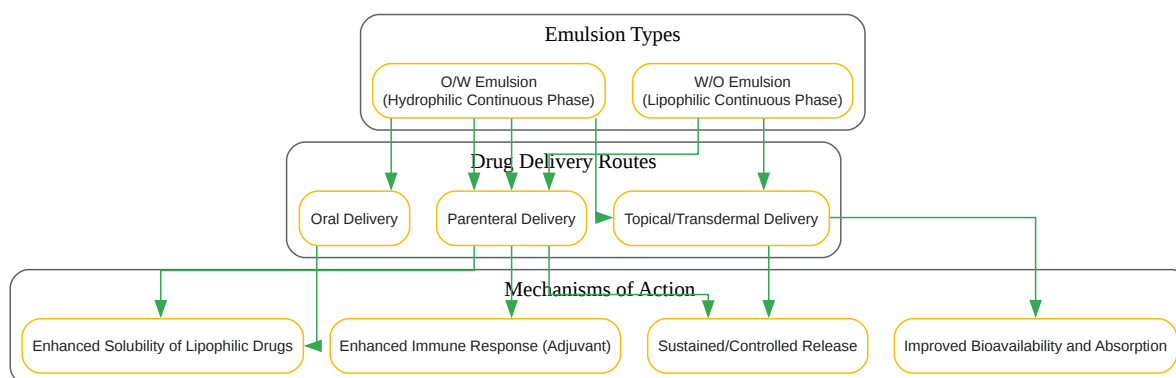 Emulsion Types
O/W Emulsion
(Hydrophilic Continuous Phase)
W/O Emulsion
(Lipophilic Continuous Phase)
Drug Delivery Routes
Oral Delivery
Parenteral Delivery
Topical/Transdermal Delivery
Mechanisms of Action
Enhanced Solubility of Lipophilic Drugs
Enhanced Immune Response (Adjuvant)
Sustained/Controlled Release
Improved Bioavailability and Absorption